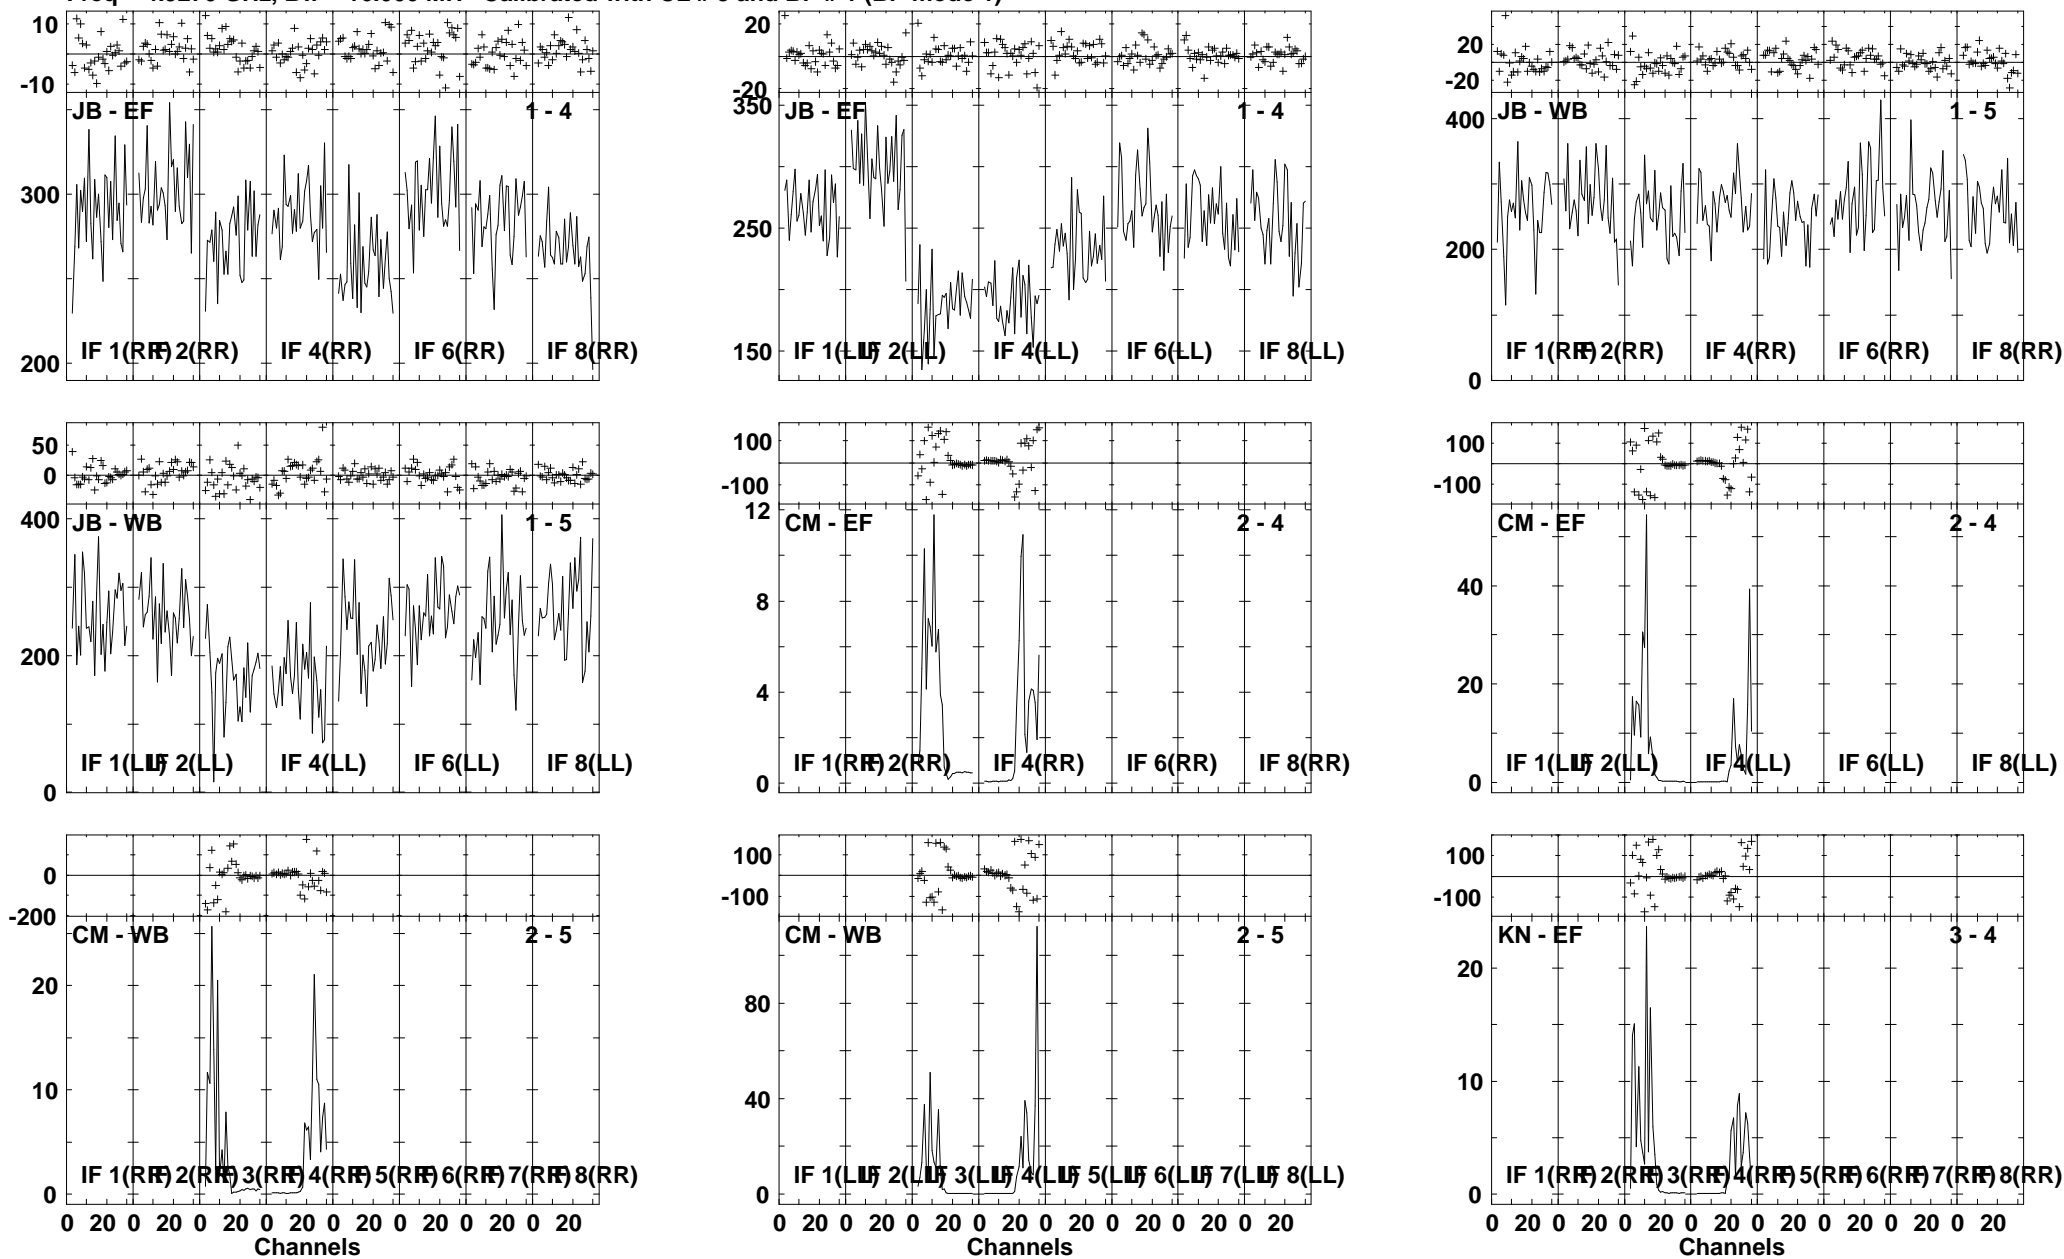 10
-10
JB - EF 1 - 4
300
200
IF 1(RR) IF 2(RR) IF 4(RR) IF 6(RR) IF 8(RR)
20
-20
350
JB - EF 1 - 4
250
150
IF 1(LL) IF 2(LL) IF 4(LL) IF 6(LL) IF 8(LL)
20
-20
JB - WB 1 - 5
400
200
0
IF 1(RR) IF 2(RR) IF 4(RR) IF 6(RR) IF 8(RR)
50
0
400
JB - WB 1 - 5
200
0
IF 1(LL) IF 2(LL) IF 4(LL) IF 6(LL) IF 8(LL)
100
-100
12
CM - EF 2 - 4
8
4
0
IF 1(RR) IF 2(RR) IF 4(RR) IF 6(RR) IF 8(RR)
100
-100
CM - EF 2 - 4
40
20
0
IF 1(LL) IF 2(LL) IF 4(LL) IF 6(LL) IF 8(LL)
0
-200
CM - WB 2 - 5
20
10
0
IF 1(RR) IF 2(RR) IF 3(RR) IF 4(RR) IF 5(RR) IF 6(RR) IF 7(RR) IF 8(RR)
0 20 0 20 0 20 0 20 0 20 0 20 0 20 0 20
Channels
100
-100
CM - WB 2 - 5
80
40
0
IF 1(LL) IF 2(LL) IF 3(LL) IF 4(LL) IF 5(LL) IF 6(LL) IF 7(LL) IF 8(LL)
0 20 0 20 0 20 0 20 0 20 0 20 0 20 0 20
Channels
100
-100
KN - EF 3 - 4
20
10
0
IF 1(RR) IF 2(RR) IF 3(RR) IF 4(RR) IF 5(RR) IF 6(RR) IF 7(RR) IF 8(RR)
0 20 0 20 0 20 0 20 0 20 0 20 0 20 0 20
Channels